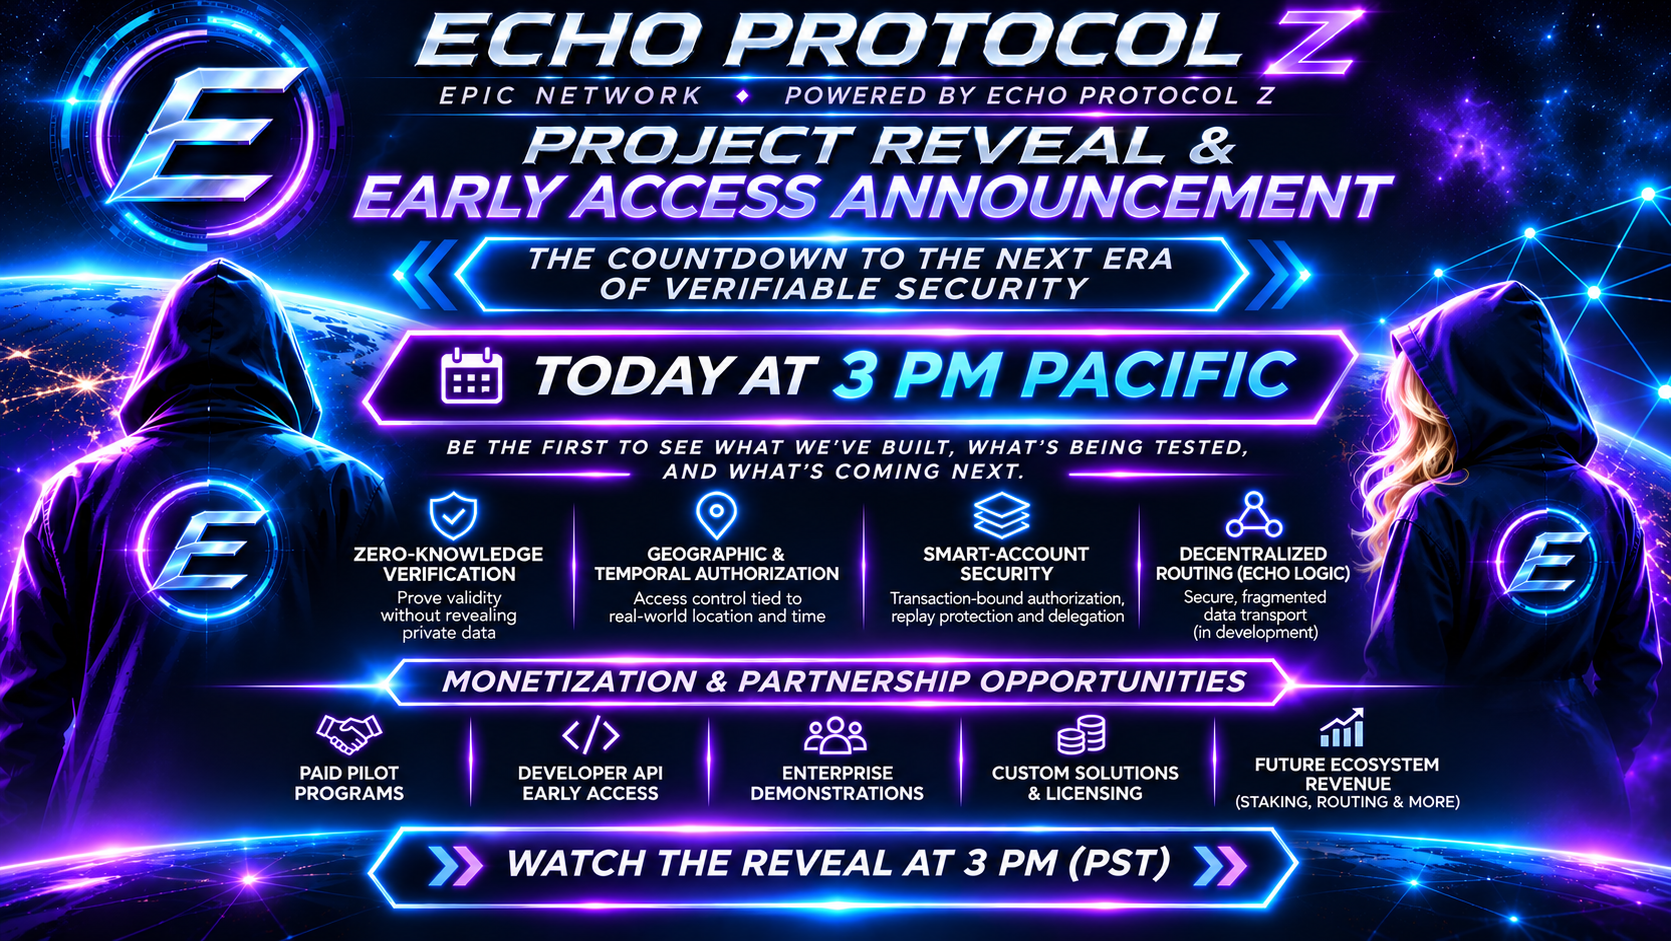 ECHO PROTOCOL Z
EPIC NETWORK ◆ POWERED BY ECHO PROTOCOL Z
PROJECT REVEAL &
EARLY ACCESS ANNOUNCEMENT
THE COUNTDOWN TO THE NEXT ERA
OF VERIFIABLE SECURITY
TODAY AT 3 PM PACIFIC
BE THE FIRST TO SEE WHAT WE'VE BUILT, WHAT'S BEING TESTED,
AND WHAT'S COMING NEXT.
ZERO-KNOWLEDGE
VERIFICATION
Prove validity
without revealing
private data
GEOGRAPHIC &
TEMPORAL AUTHORIZATION
Access control tied to
real-world location and time
SMART-ACCOUNT
SECURITY
Transaction-bound authorization,
replay protection and delegation
DECENTRALIZED
ROUTING (ECHO LOGIC)
Secure, fragmented
data transport
(in development)
E
E
E
MONETIZATION & PARTNERSHIP OPPORTUNITIES
PAID PILOT
PROGRAMS
</>
DEVELOPER API
EARLY ACCESS
ENTERPRISE
DEMONSTRATIONS
CUSTOM SOLUTIONS
& LICENSING
FUTURE ECOSYSTEM
REVENUE
(STAKING, ROUTING & MORE)
WATCH THE REVEAL AT 3 PM (PST)